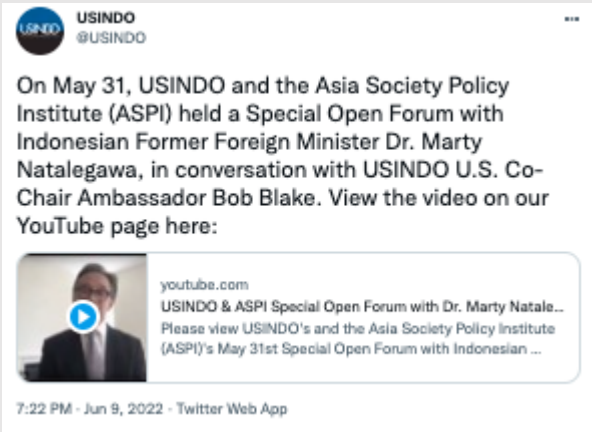 USINDO
USINDO
@USINDO
On May 31, USINDO and the Asia Society Policy
Institute (ASPI) held a Special Open Forum with
Indonesian Former Foreign Minister Dr. Marty
Natalegawa, in conversation with USINDO U.S. Co-
Chair Ambassador Bob Blake. View the video on our
YouTube page here:
youtube.com
USINDO & ASPI Special Open Forum with Dr. Marty Natale...
Please view USINDO's and the Asia Society Policy Institute
(ASPI)'s May 31st Special Open Forum with Indonesian ...
7:22 PM · Jun 9, 2022 · Twitter Web App